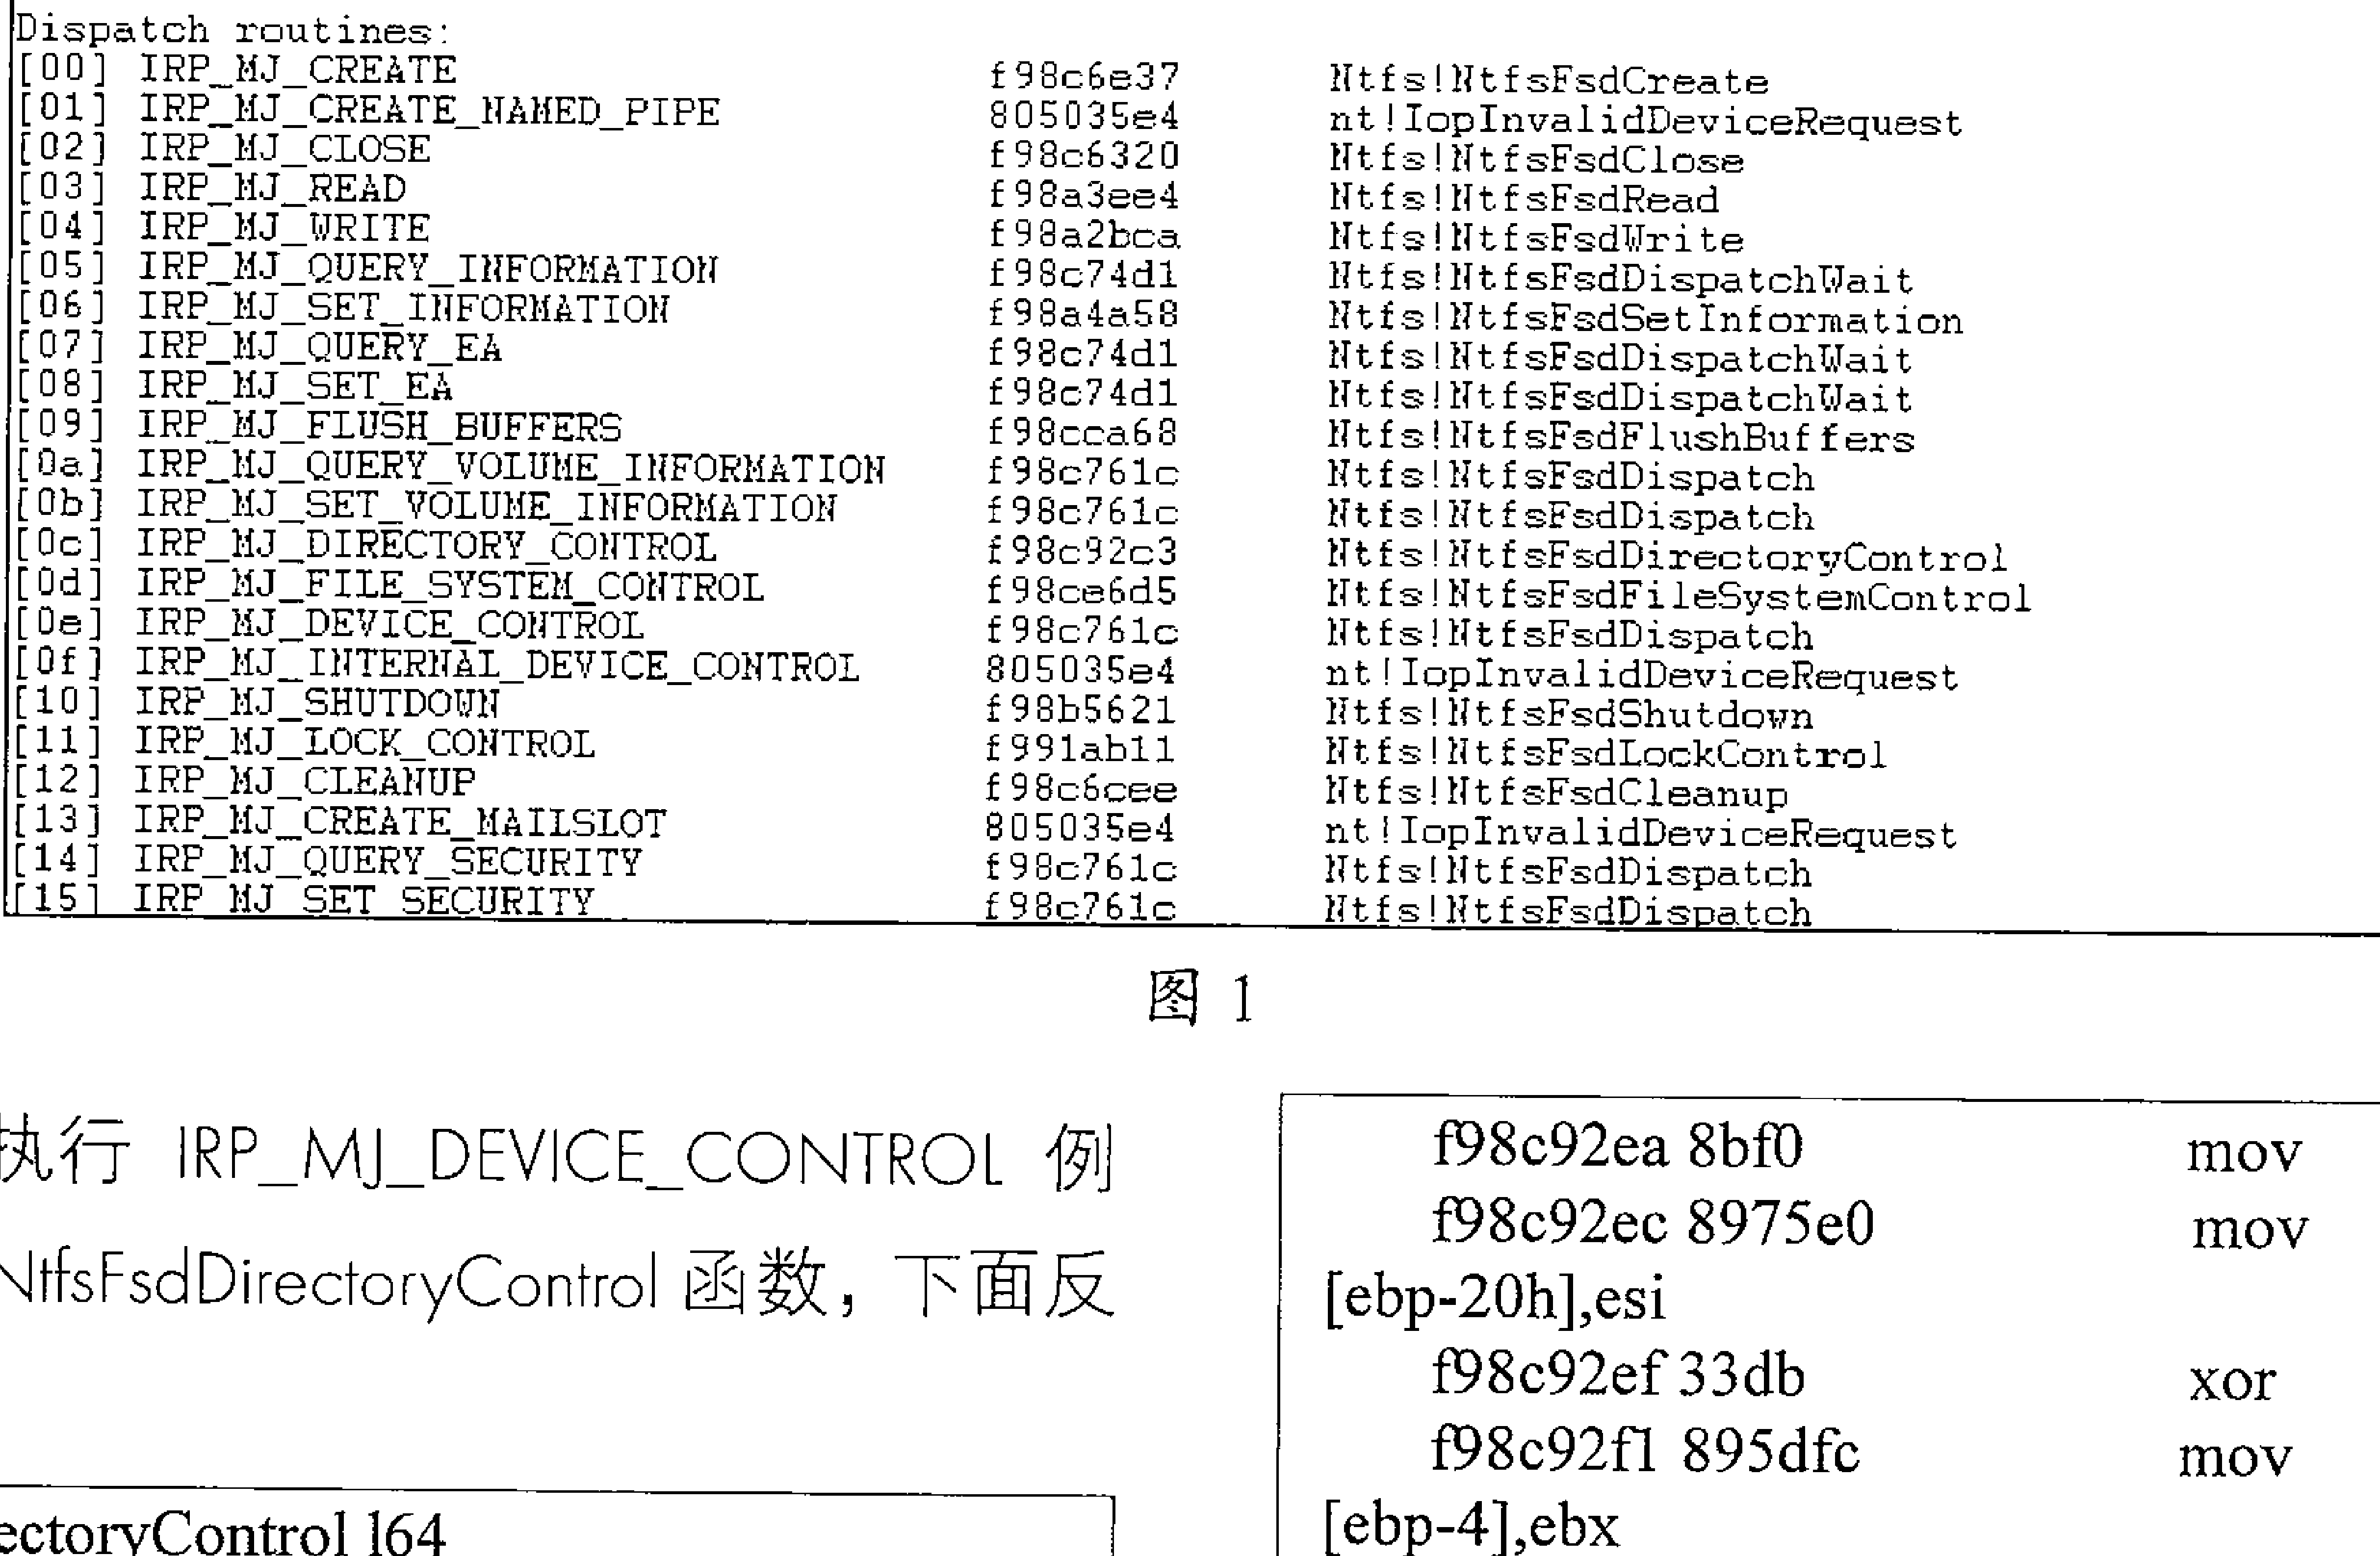 Dispatch routines:
[00] IRP_MJ_CREATE f98c6e37 Ntfs!NtfsFsdCreate
[01] IRP_MJ_CREATE_NAMED_PIPE 805035e4 nt!IopInvalidDeviceRequest
[02] IRP_MJ_CLOSE f98c6320 Ntfs!NtfsFsdClose
[03] IRP_MJ_READ f98a3ee4 Ntfs!NtfsFsdRead
[04] IRP_MJ_WRITE f98a2bca Ntfs!NtfsFsdWrite
[05] IRP_MJ_QUERY_INFORMATION f98c74d1 Ntfs!NtfsFsdDispatchWait
[06] IRP_MJ_SET_INFORMATION f98a4a58 Ntfs!NtfsFsdSetInformation
[07] IRP_MJ_QUERY_EA f98c74d1 Ntfs!NtfsFsdDispatchWait
[08] IRP_MJ_SET_EA f98c74d1 Ntfs!NtfsFsdDispatchWait
[09] IRP_MJ_FLUSH_BUFFERS f98cca68 Ntfs!NtfsFsdFlushBuffers
[0a] IRP_MJ_QUERY_VOLUME_INFORMATION f98c761c Ntfs!NtfsFsdDispatch
[0b] IRP_MJ_SET_VOLUME_INFORMATION f98c761c Ntfs!NtfsFsdDispatch
[0c] IRP_MJ_DIRECTORY_CONTROL f98c92c3 Ntfs!NtfsFsdDirectoryControl
[0d] IRP_MJ_FILE_SYSTEM_CONTROL f98ce6d5 Ntfs!NtfsFsdFileSystemControl
[0e] IRP_MJ_DEVICE_CONTROL f98c761c Ntfs!NtfsFsdDispatch
[0f] IRP_MJ_INTERNAL_DEVICE_CONTROL 805035e4 nt!IopInvalidDeviceRequest
[10] IRP_MJ_SHUTDOWN f98b5621 Ntfs!NtfsFsdShutdown
[11] IRP_MJ_LOCK_CONTROL f991ab11 Ntfs!NtfsFsdLockControl
[12] IRP_MJ_CLEANUP f98c6cee Ntfs!NtfsFsdCleanup
[13] IRP_MJ_CREATE_MAILSLOT 805035e4 nt!IopInvalidDeviceRequest
[14] IRP_MJ_QUERY_SECURITY f98c761c Ntfs!NtfsFsdDispatch
[15] IRP_MJ_SET_SECURITY f98c761c Ntfs!NtfsFsdDispatch
图 1
执行 IRP_MJ_DEVICE_CONTROL 例
NtfsFsdDirectoryControl 函数，下面反
ectoryControl l64
f98c92ea 8bf0 mov
f98c92ec 8975e0 mov
[ebp-20h],esi
f98c92ef 33db xor
f98c92f1 895dfc mov
[ebp-4],ebx